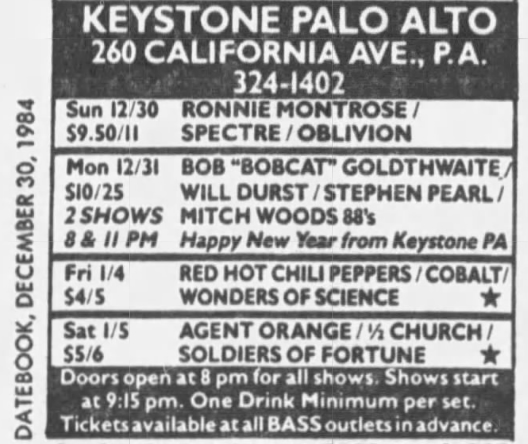 KEYSTONE PALO ALTO
260 CALIFORNIA AVE., P.A.
324-1402
Sun 12/30 RONNIE MONTROSE /
$9.50/11 SPECTRE / OBLIVION
Mon 12/31 BOB "BOBCAT" GOLDTHWAITE /
$10/25 WILL DURST / STEPHEN PEARL /
2 SHOWS MITCH WOODS 88's
8 & 11 PM Happy New Year from Keystone PA
Fri 1/4 RED HOT CHILI PEPPERS / COBALT /
$4/5 WONDERS OF SCIENCE ★
Sat 1/5 AGENT ORANGE / ½ CHURCH /
$5/6 SOLDIERS OF FORTUNE ★
Doors open at 8 pm for all shows. Shows start
at 9:15 pm. One Drink Minimum per set.
Tickets available at all BASS outlets in advance.
DATEBOOK, DECEMBER 30, 1984